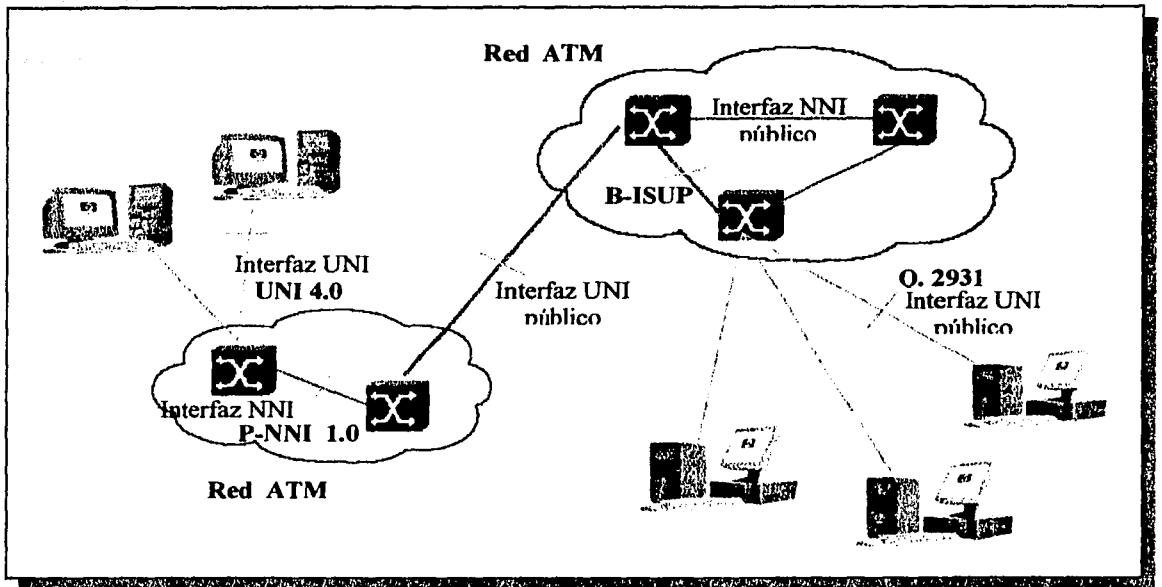 Red ATM
Interfaz NNI
público
B-ISUP
Interfaz UNI
UNI 4.0
Interfaz UNI
público
Q. 2931
Interfaz UNI
público
Interfaz NNI
P-NNI 1.0
Red ATM